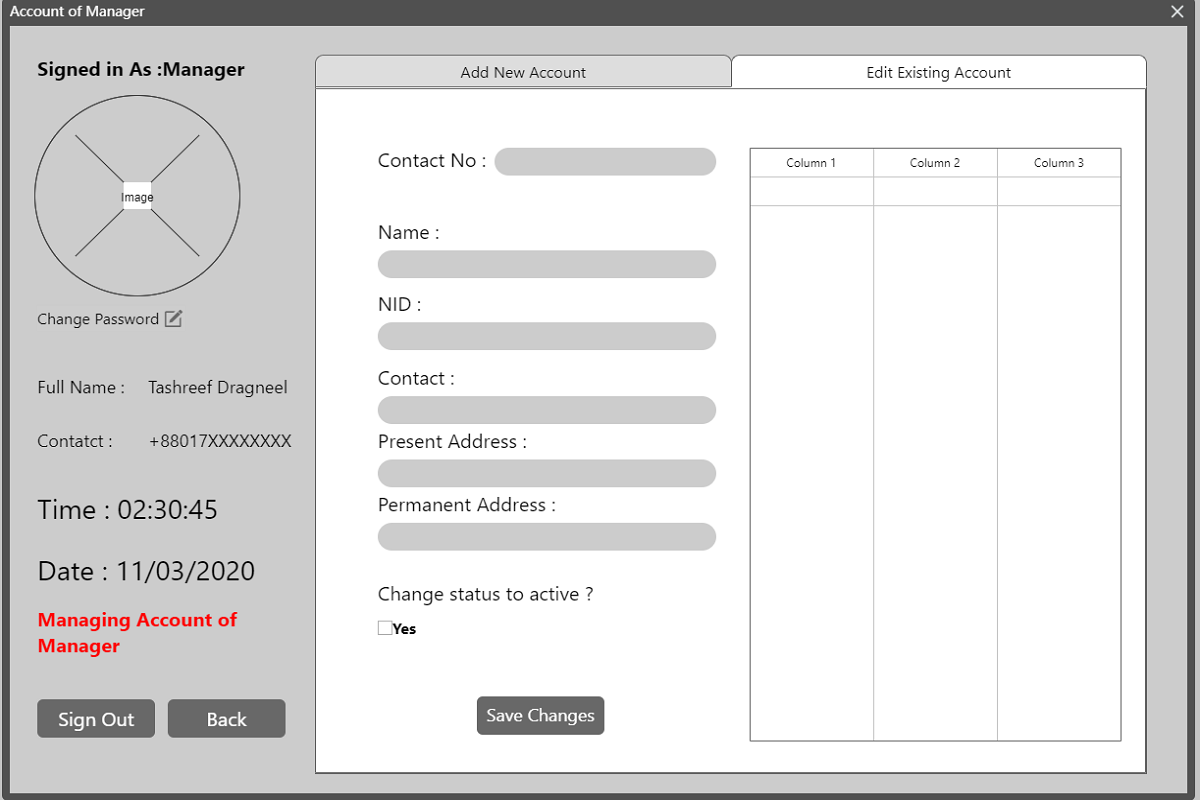 Account of Manager
Signed in As :Manager
Image
Change Password
Full Name : Tashreef Dragneel
Contatct : +88017XXXXXXXX
Time : 02:30:45
Date : 11/03/2020
Managing Account of
Manager
Sign Out Back
Add New Account Edit Existing Account
Contact No :
Name :
NID :
Contact :
Present Address :
Permanent Address :
Change status to active ?
Yes
Save Changes
Column 1 Column 2 Column 3